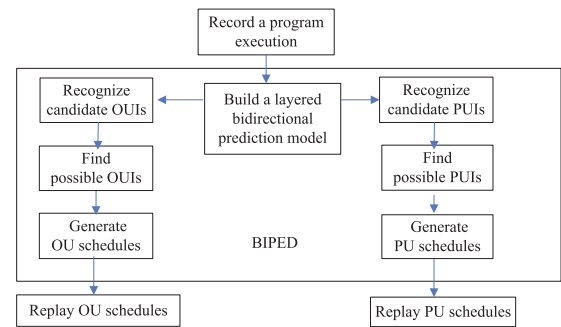 Record a program
execution
Recognize
candidate OUIs
Build a layered
bidirectional
prediction model
Recognize
candidate PUIs
Find
possible OUIs
Find
possible PUIs
Generate
OU schedules
BIPED
Generate
PU schedules
Replay OU schedules
Replay PU schedules